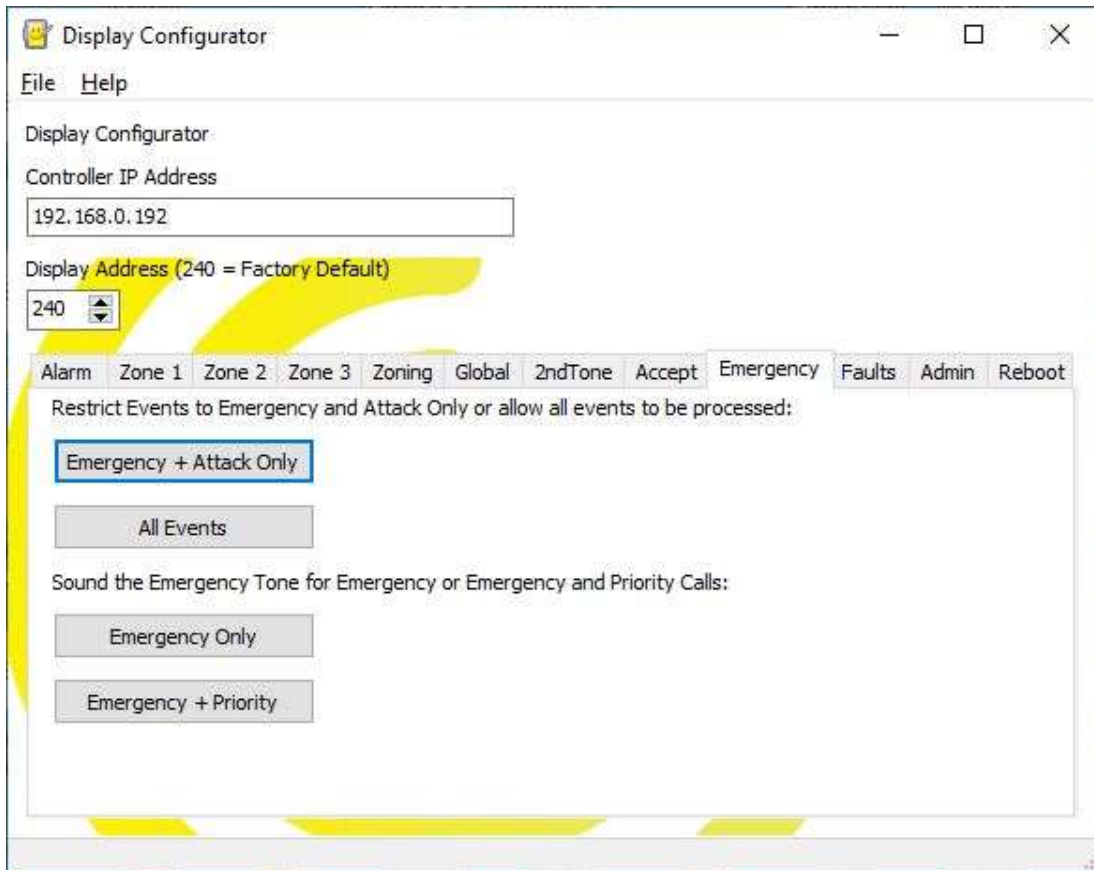 Display Configurator
File Help
Display Configurator
Controller IP Address
192.168.0.192
Display Address (240 = Factory Default)
240
Alarm Zone 1 Zone 2 Zone 3 Zoning Global 2ndTone Accept Emergency Faults Admin Reboot
Restrict Events to Emergency and Attack Only or allow all events to be processed:
Emergency + Attack Only
All Events
Sound the Emergency Tone for Emergency or Emergency and Priority Calls:
Emergency Only
Emergency + Priority